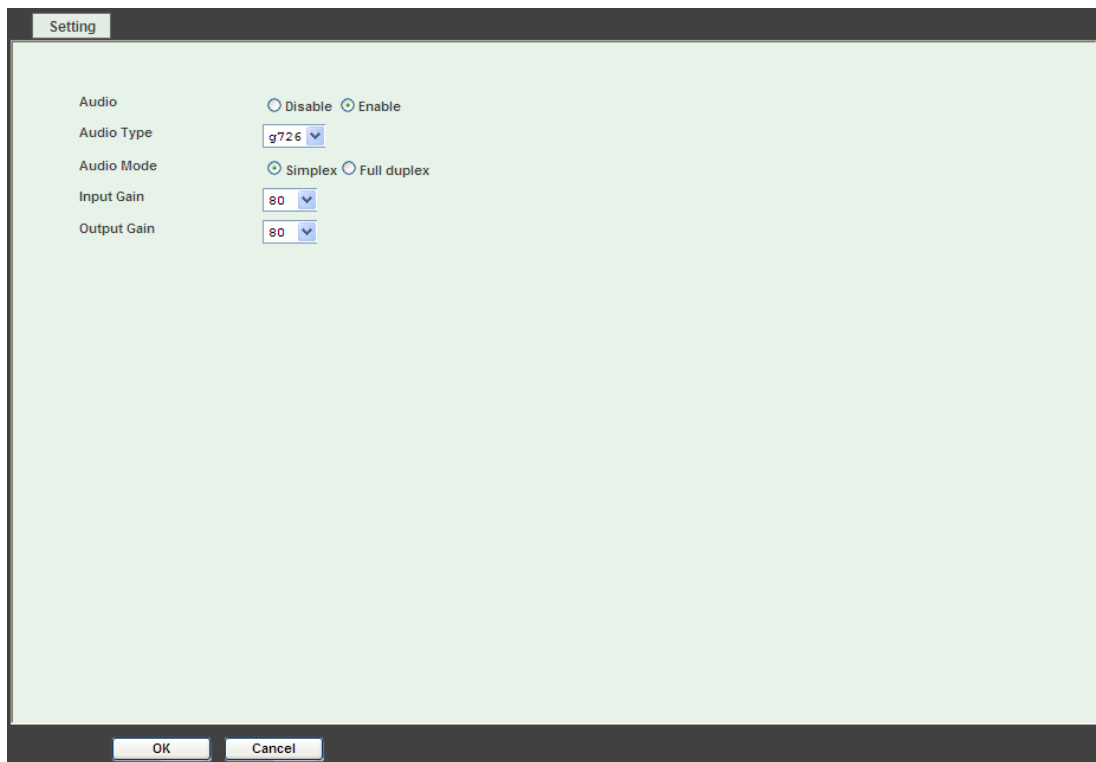 Setting
Audio Disable Enable
Audio Type g726
Audio Mode Simplex Full duplex
Input Gain 80
Output Gain 80
OK Cancel